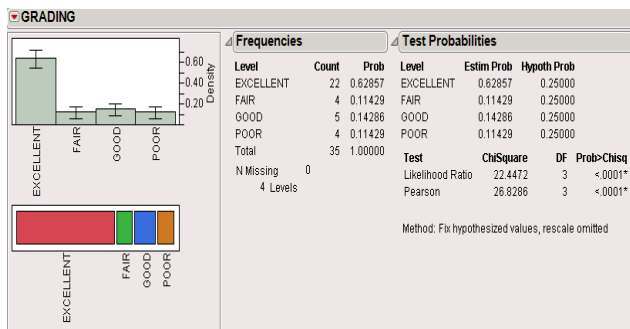 GRADING
0.60
0.40
0.20
Density
EXCELLENT
FAIR
GOOD
POOR
EXCELLENT
FAIR
GOOD
POOR
Frequencies
Level Count Prob
EXCELLENT 22 0.62857
FAIR 4 0.11429
GOOD 5 0.14286
POOR 4 0.11429
Total 35 1.00000
N Missing 0
4 Levels
Test Probabilities
Level Estim Prob Hypoth Prob
EXCELLENT 0.62857 0.25000
FAIR 0.11429 0.25000
GOOD 0.14286 0.25000
POOR 0.11429 0.25000
Test ChiSquare DF Prob>Chisq
Likelihood Ratio 22.4472 3 <.0001*
Pearson 26.8286 3 <.0001*
Method: Fix hypothesized values, rescale omitted